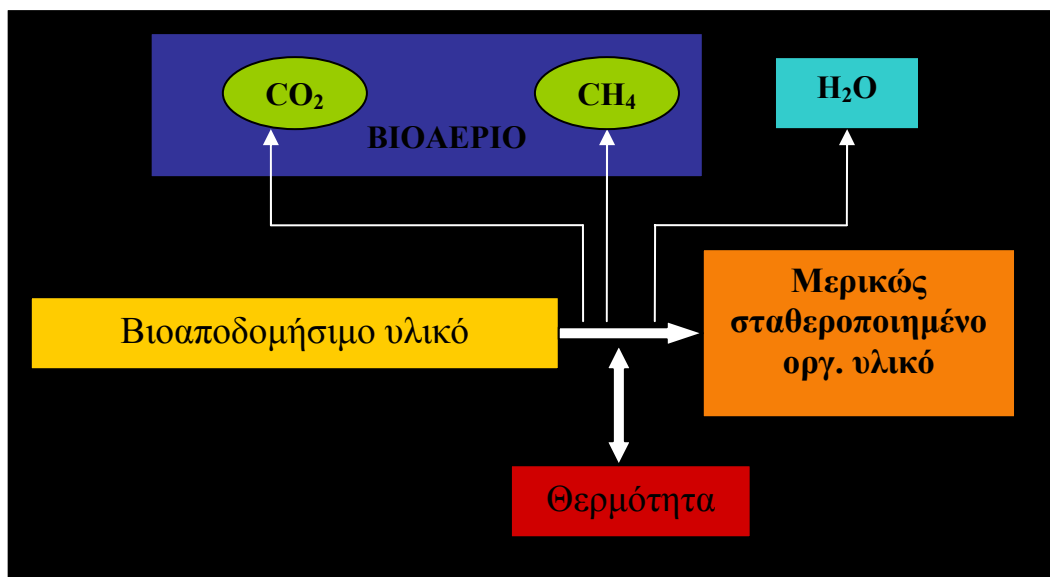 CO₂
CH₄
H₂O
ΒΙΟΑΕΡΙΟ
Βιοαποδομήσιμο υλικό
Μερικώς
σταθεροποιημένο
οργ. υλικό
Θερμότητα